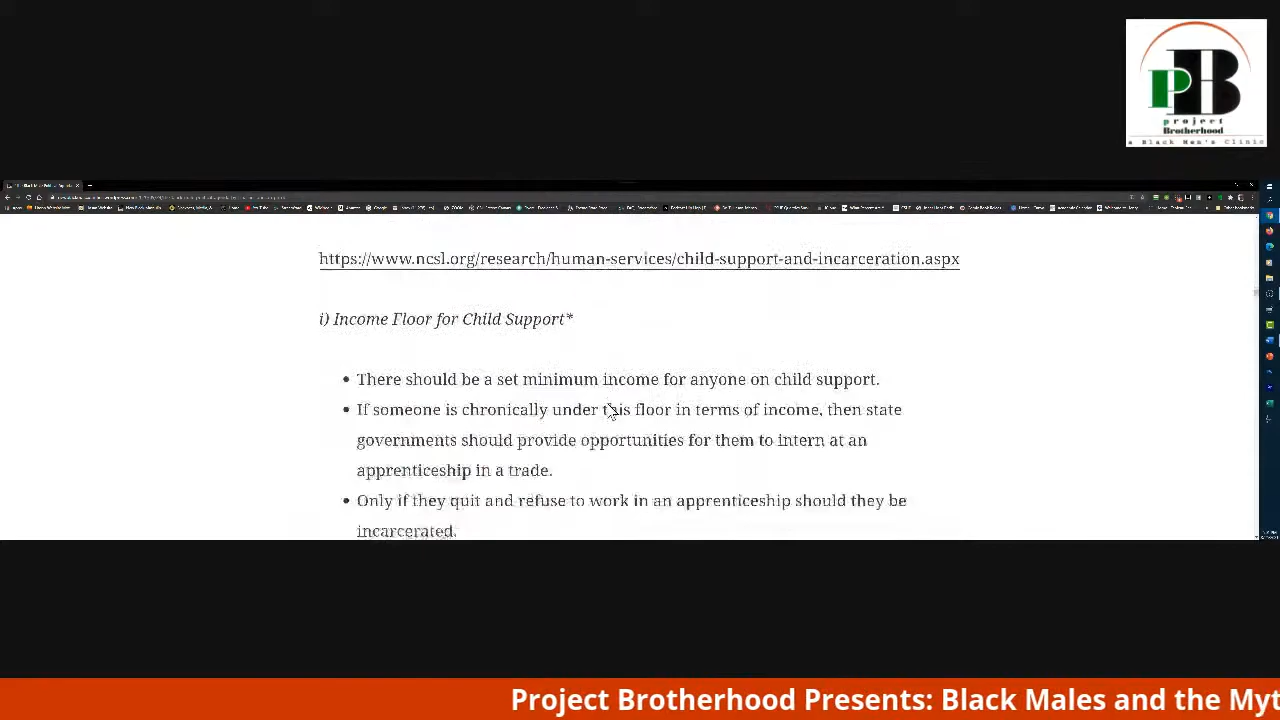 PB
project
Brotherhood
a Black Men's Clinic
https://www.ncsl.org/research/human-services/child-support-and-incarceration.aspx
i) Income Floor for Child Support*
• There should be a set minimum income for anyone on child support.
• If someone is chronically under this floor in terms of income, then state
governments should provide opportunities for them to intern at an
apprenticeship in a trade.
• Only if they quit and refuse to work in an apprenticeship should they be
incarcerated.
Project Brotherhood Presents: Black Males and the Myt